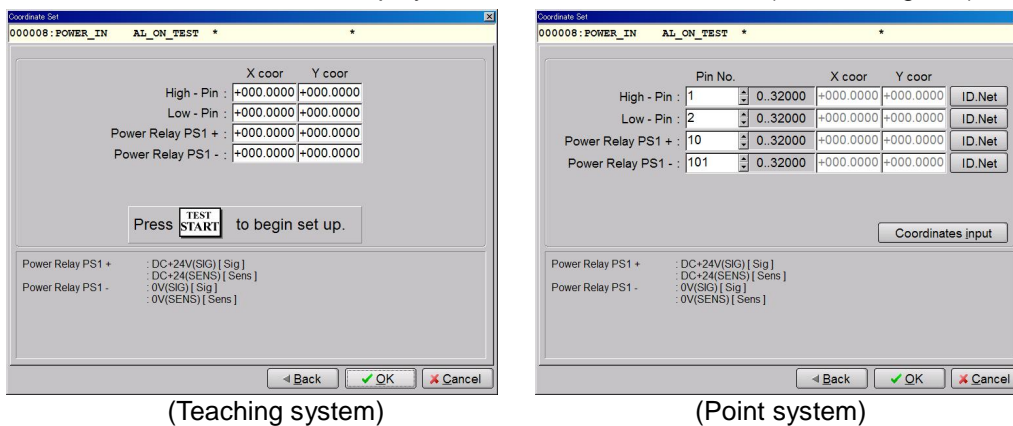 Coordinate Set
000008:POWER_IN AL_ON_TEST * *
X coor Y coor
High - Pin : +000.0000 +000.0000
Low - Pin : +000.0000 +000.0000
Power Relay PS1 + : +000.0000 +000.0000
Power Relay PS1 - : +000.0000 +000.0000
Press TEST START to begin set up.
Power Relay PS1 + : DC+24V(SIG) [ Sig ]
: DC+24(SENS) [ Sens ]
Power Relay PS1 - : 0V(SIG) [ Sig ]
: 0V(SENS) [ Sens ]
Back OK Cancel
(Teaching system)
Coordinate Set
000008:POWER_IN AL_ON_TEST * *
Pin No. X coor Y coor
High - Pin : 1 0..32000 +000.0000 +000.0000 ID.Net
Low - Pin : 2 0..32000 +000.0000 +000.0000 ID.Net
Power Relay PS1 + : 10 0..32000 +000.0000 +000.0000 ID.Net
Power Relay PS1 - : 101 0..32000 +000.0000 +000.0000 ID.Net
Coordinates input
Power Relay PS1 + : DC+24V(SIG) [ Sig ]
: DC+24(SENS) [ Sens ]
Power Relay PS1 - : 0V(SIG) [ Sig ]
: 0V(SENS) [ Sens ]
Back OK Cancel
(Point system)